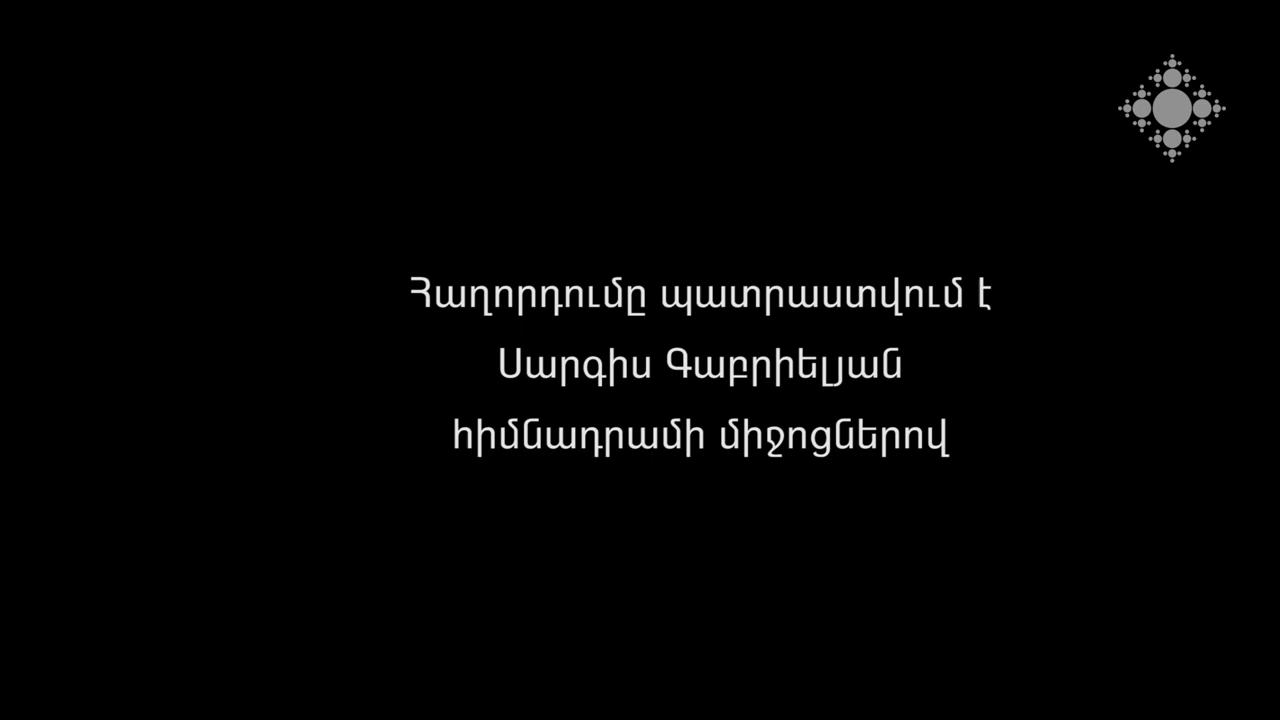 Հաղորդումը պատրաստվում է
Սարգիս Գաբրիելյան
հիմնադրամի միջոցներով